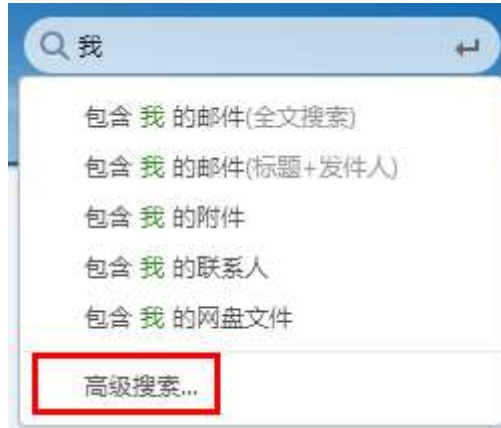 我
包含 我 的邮件(全文搜索)
包含 我 的邮件(标题+发件人)
包含 我 的附件
包含 我 的联系人
包含 我 的网盘文件
高级搜索...